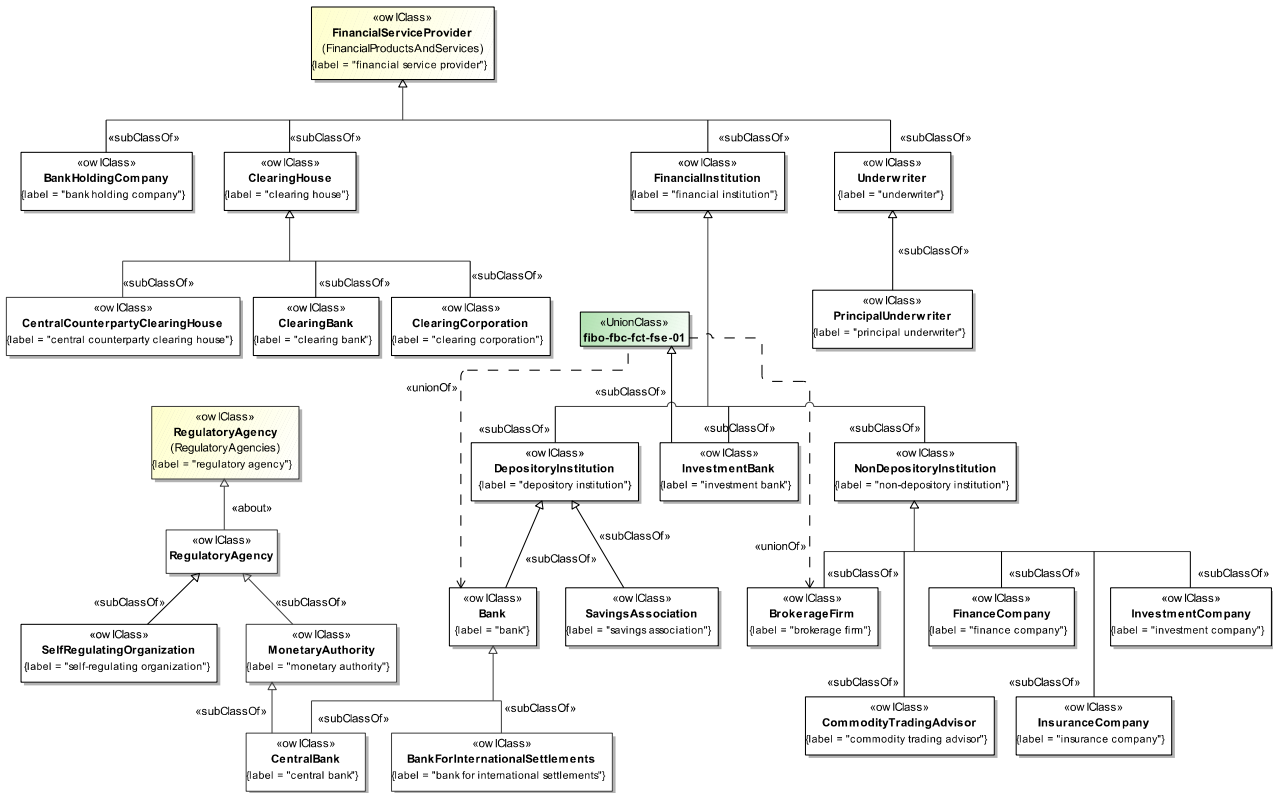 «owlClass»
FinancialServiceProvider
(FinancialProductsAndServices)
{label = "financial service provider"}
«subClassOf»
«subClassOf»
«subClassOf»
«subClassOf»
«owlClass»
BankHoldingCompany
{label = "bank holding company"}
«owlClass»
ClearingHouse
{label = "clearing house"}
«owlClass»
FinancialInstitution
{label = "financial institution"}
«owlClass»
Underwriter
{label = "underwriter"}
«subClassOf»
«subClassOf»
«subClassOf»
«subClassOf»
«owlClass»
CentralCounterpartyClearingHouse
{label = "central counterparty clearing house"}
«owlClass»
ClearingBank
{label = "clearing bank"}
«owlClass»
ClearingCorporation
{label = "clearing corporation"}
«owlClass»
PrincipalUnderwriter
{label = "principal underwriter"}
«UnionClass»
fibo-fbc-fct-fse-01
«unionOf»
«subClassOf»
«owlClass»
RegulatoryAgency
(RegulatoryAgencies)
{label = "regulatory agency"}
«subClassOf»
«subClassOf»
«subClassOf»
«owlClass»
DepositoryInstitution
{label = "depository institution"}
«owlClass»
InvestmentBank
{label = "investment bank"}
«owlClass»
NonDepositoryInstitution
{label = "non-depository institution"}
«about»
«owlClass»
RegulatoryAgency
«subClassOf»
«subClassOf»
«unionOf»
«subClassOf»
«subClassOf»
«subClassOf»
«subClassOf»
«subClassOf»
«owlClass»
Bank
{label = "bank"}
«owlClass»
SavingsAssociation
{label = "savings association"}
«owlClass»
BrokerageFirm
{label = "brokerage firm"}
«owlClass»
FinanceCompany
{label = "finance company"}
«owlClass»
InvestmentCompany
{label = "investment company"}
«owlClass»
SelfRegulatingOrganization
{label = "self-regulating organization"}
«owlClass»
MonetaryAuthority
{label = "monetary authority"}
«subClassOf»
«subClassOf»
«subClassOf»
«subClassOf»
«subClassOf»
«owlClass»
CommodityTradingAdvisor
{label = "commodity trading advisor"}
«owlClass»
InsuranceCompany
{label = "insurance company"}
«owlClass»
CentralBank
{label = "central bank"}
«owlClass»
BankForInternationalSettlements
{label = "bank for international settlements"}